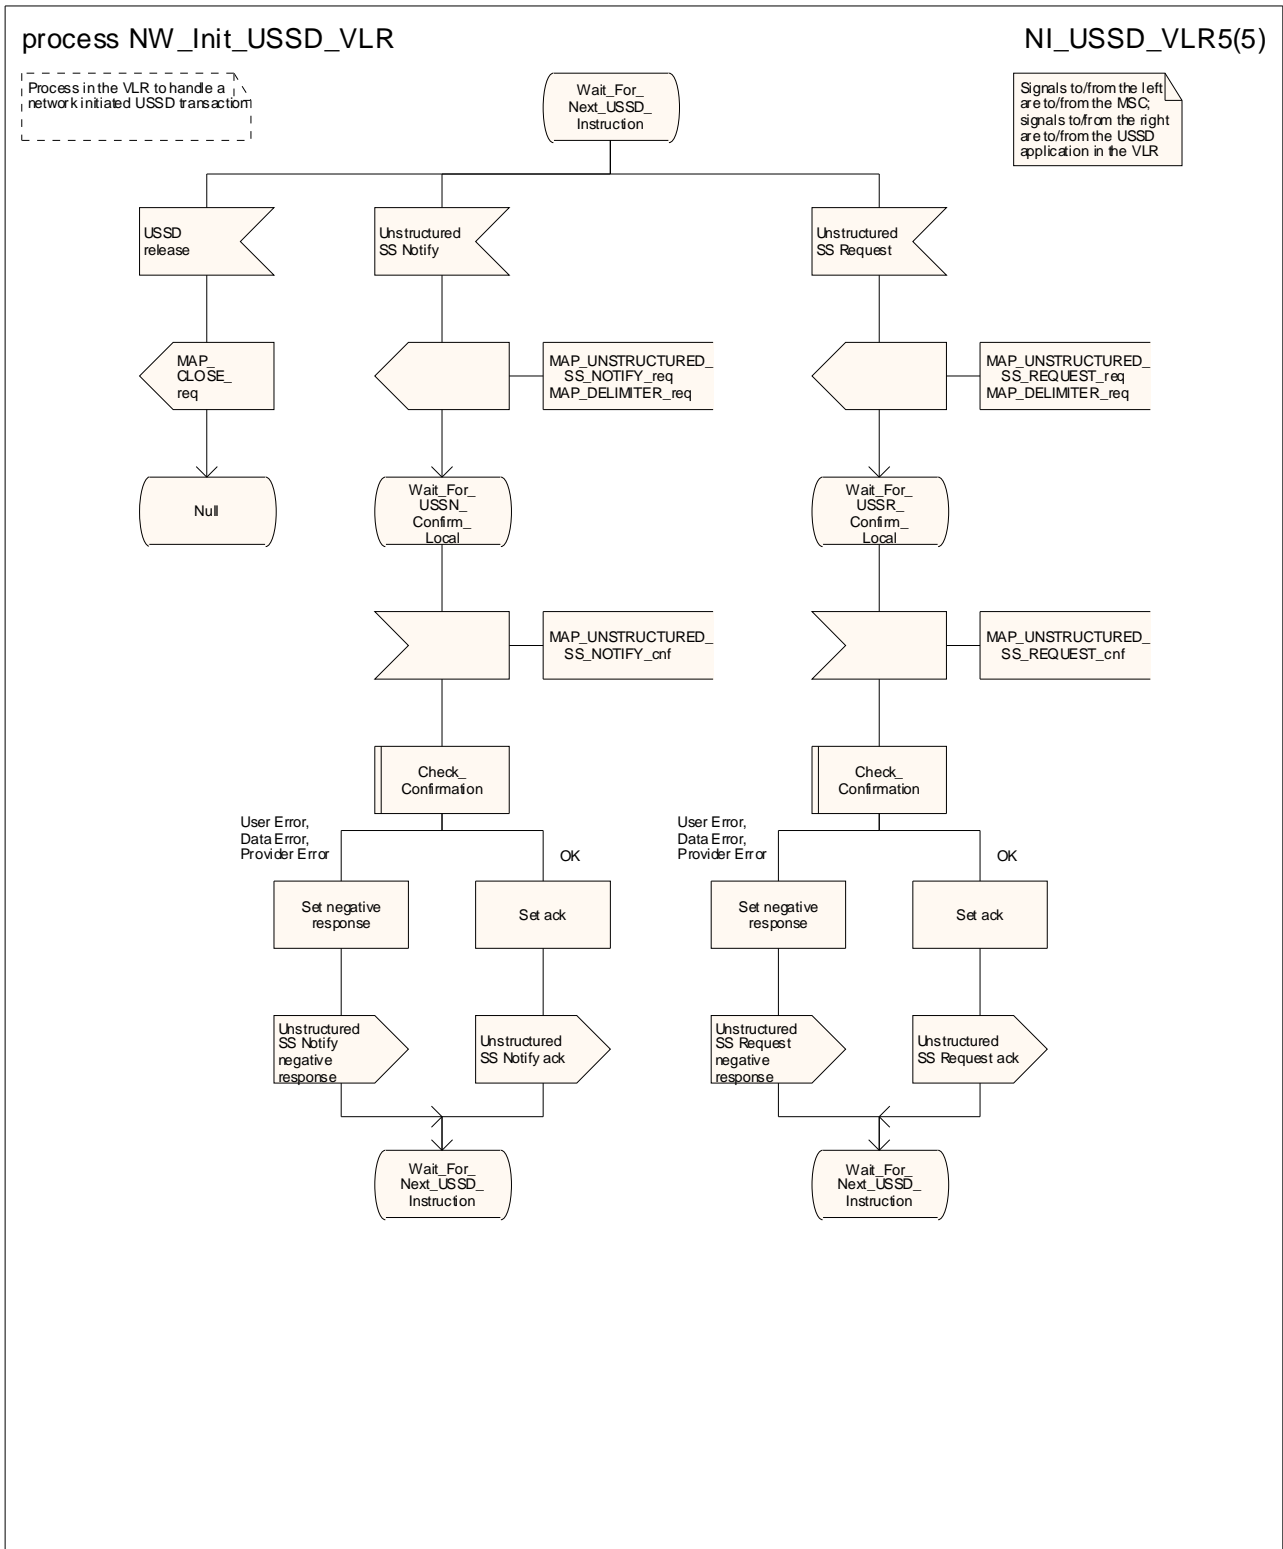 process NW_Init_USSD_VLR
NI_USSD_VLR5(5)
Process in the VLR to handle a
network initiated USSD transaction
Wait_For_
Next_USSD_
Instruction
Signals to/from the left
are to/from the MSC;
signals to/from the right
are to/from the USSD
application in the VLR
USSD
release
Unstructured
SS Notify
Unstructured
SS Request
MAP_
CLOSE_
req
MAP_UNSTRUCTURED_
SS_NOTIFY_req
MAP_DELIMITER_req
MAP_UNSTRUCTURED_
SS_REQUEST_req
MAP_DELIMITER_req
Null
Wait_For_
USSN_
Confirm_
Local
Wait_For_
USSR_
Confirm_
Local
MAP_UNSTRUCTURED_
SS_NOTIFY_cnf
MAP_UNSTRUCTURED_
SS_REQUEST_cnf
Check_
Confirmation
Check_
Confirmation
User Error,
Data Error,
Provider Error
OK
User Error,
Data Error,
Provider Error
OK
Set negative
response
Set ack
Set negative
response
Set ack
Unstructured
SS Notify
negative
response
Unstructured
SS Notify ack
Unstructured
SS Request
negative
response
Unstructured
SS Request ack
Wait_For_
Next_USSD_
Instruction
Wait_For_
Next_USSD_
Instruction